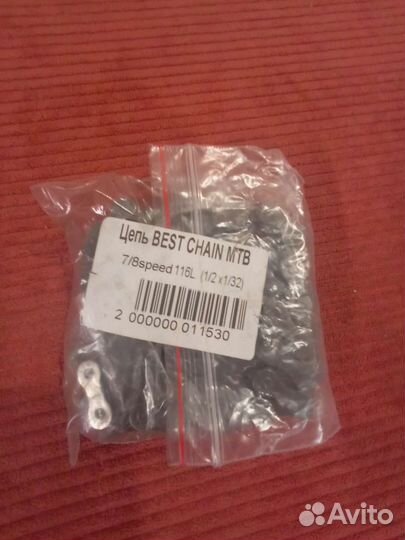 Цепь BEST CHAIN MTB
7/8speed 116L (1/2 x1/32)
2 000000 011530
Avito